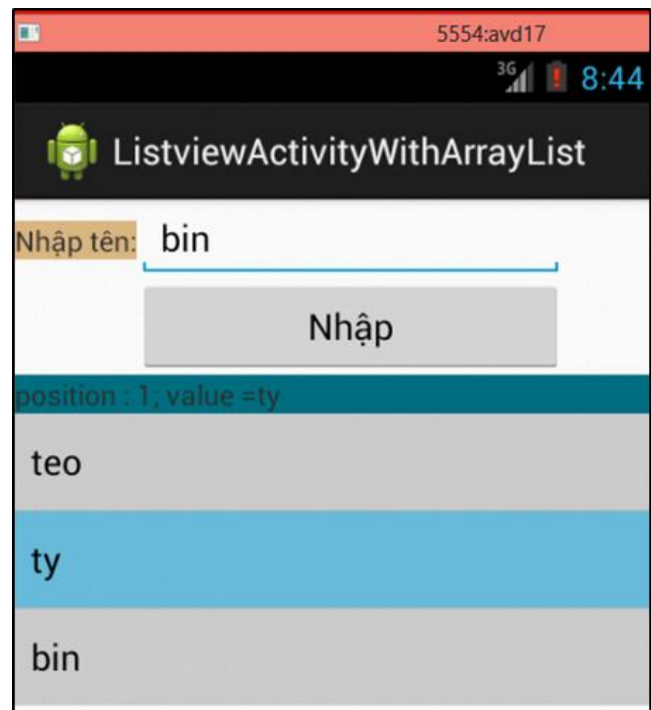 5554:avd17
3G 8:44
ListviewActivityWithArrayList
Nhập tên: bin
Nhập
position : 1; value =ty
teo
ty
bin